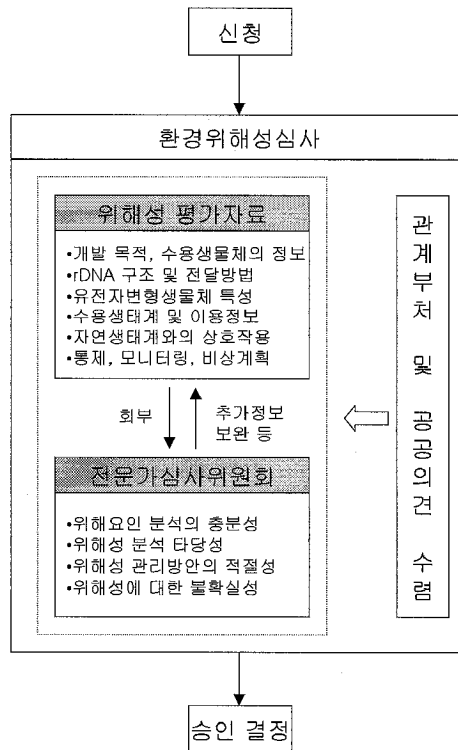 신청
환경위해성심사
위해성 평가자료
•개발 목적, 수용생물체의 정보
•rDNA 구조 및 전달방법
•유전자변형생물체 특성
•수용생태계 및 이용정보
•자연생태계와의 상호작용
•통제, 모니터링, 비상계획
회부
추가정보
보완 등
전문가심사위원회
•위해요인 분석의 충분성
•위해성 분석 타당성
•위해성 관리방안의 적절성
•위해성에 대한 불확실성
관계부처 및 공공의견 수렴
승인 결정